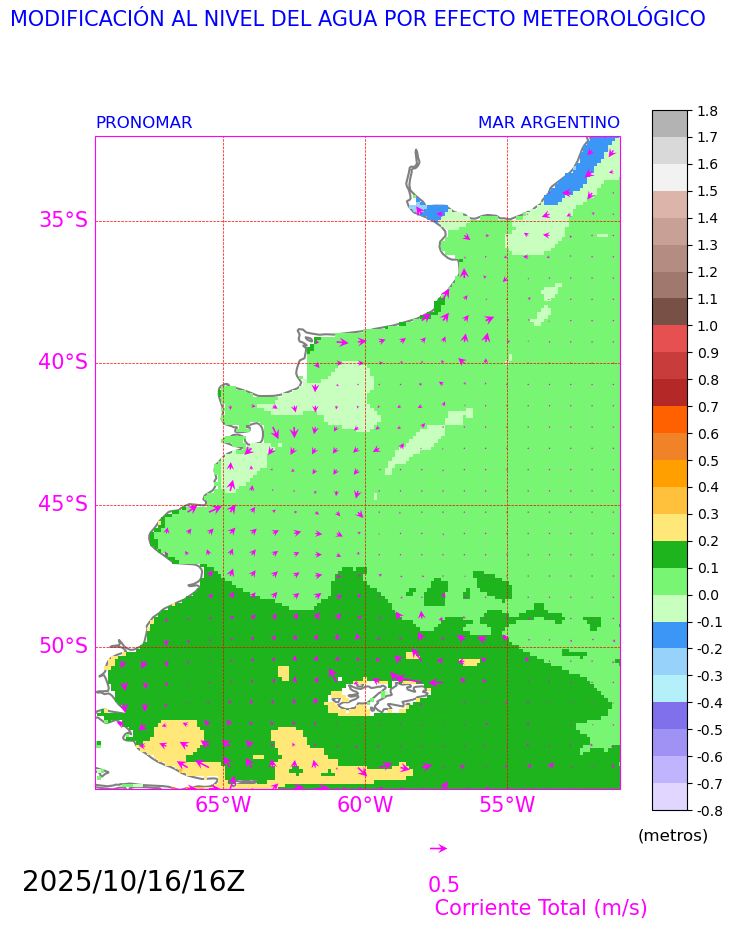 MODIFICACIÓN AL NIVEL DEL AGUA POR EFECTO METEOROLÓGICO
PRONOMAR MAR ARGENTINO
35°S
40°S
45°S
50°S
65°W 60°W 55°W
1.8
1.7
1.6
1.5
1.4
1.3
1.2
1.1
1.0
0.9
0.8
0.7
0.6
0.5
0.4
0.3
0.2
0.1
0.0
-0.1
-0.2
-0.3
-0.4
-0.5
-0.6
-0.7
-0.8
(metros)
2025/10/16/16Z
0.5
Corriente Total (m/s)